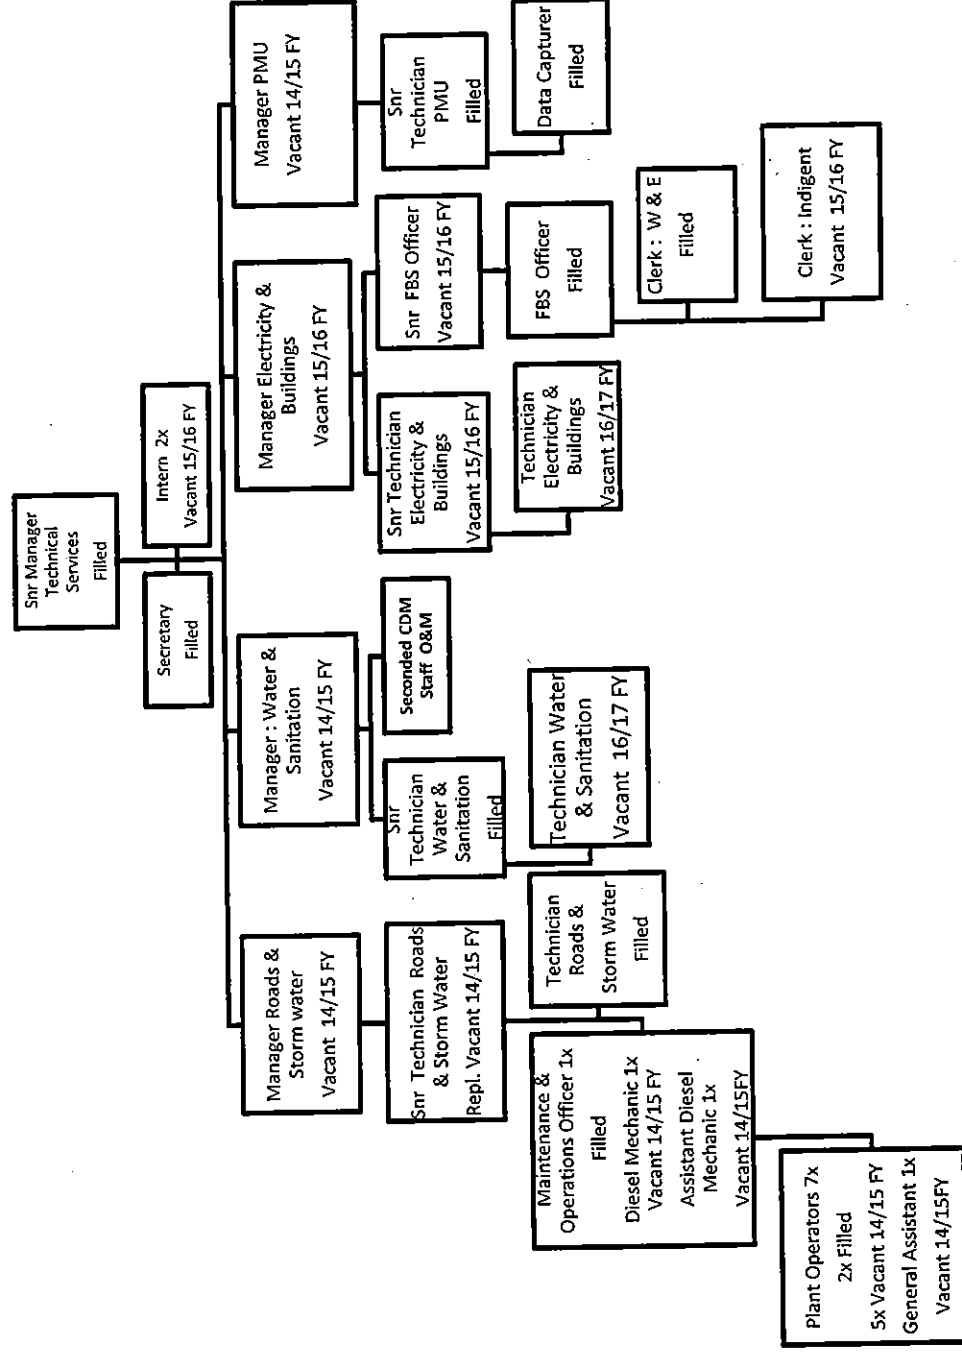 Snr Manager
Technical
Services
Filled
Secretary
Filled
Intern 2x
Vacant 15/16 FY
Manager Roads &
Storm water
Vacant 14/15 FY
Manager : Water &
Sanitation
Vacant 14/15 FY
Manager Electricity &
Buildings
Vacant 15/16 FY
Manager PMU
Vacant 14/15 FY
Snr Technician Roads
& Storm Water
Repl. Vacant 14/15 FY
Snr
Technician
Water &
Sanitation
Filled
Seconded CDM
Staff O&M
Snr Technician
Electricity &
Buildings
Vacant 15/16 FY
Snr FBS Officer
Vacant 15/16 FY
Snr
Technician
PMU
Filled
Maintenance &
Operations Officer 1x
Filled
Diesel Mechanic 1x
Vacant 14/15 FY
Assistant Diesel
Mechanic 1x
Vacant 14/15FY
Technician
Roads &
Storm Water
Filled
Technician Water
& Sanitation
Vacant 16/17 FY
Technician
Electricity &
Buildings
Vacant 16/17 FY
FBS Officer
Filled
Data Capturer
Filled
Clerk : W & E
Filled
Clerk : Indigent
Vacant 15/16 FY
Plant Operators 7x
2x Filled
5x Vacant 14/15 FY
General Assistant 1x
Vacant 14/15FY